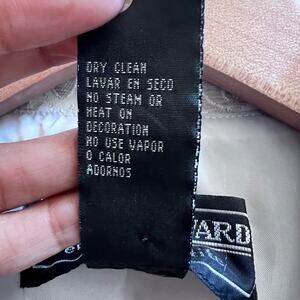 DRY CLEAN
LAVAR EN SECO
NO STEAM OR
HEAT ON
DECORATION
NO USE VAPOR
O CALOR
ADORNOS